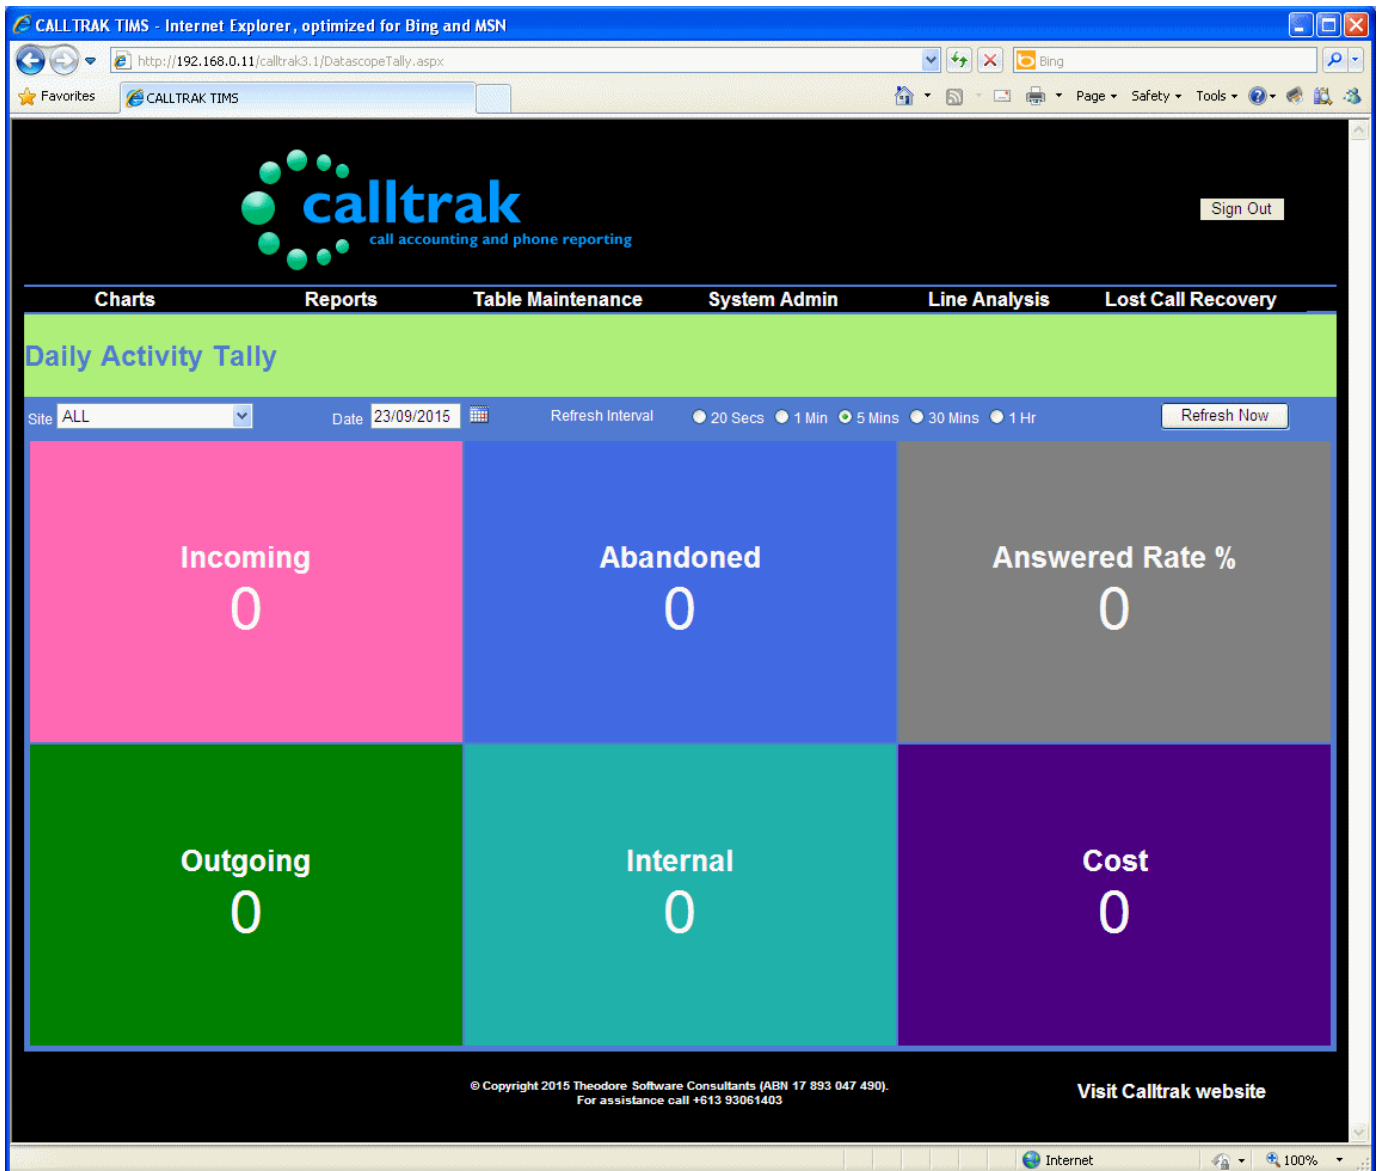 CALLTRAK TIMS - Internet Explorer, optimized for Bing and MSN
http://192.168.0.11/calltrak3.1/DatascopeTally.aspx
Bing
Favorites
CALLTRAK TIMS
Page
Safety
Tools
calltrak
call accounting and phone reporting
Sign Out
Charts Reports Table Maintenance System Admin Line Analysis Lost Call Recovery
Daily Activity Tally
Site ALL Date 23/09/2015 Refresh Interval 20 Secs 1 Min 5 Mins 30 Mins 1 Hr Refresh Now
Incoming
0
Abandoned
0
Answered Rate %
0
Outgoing
0
Internal
0
Cost
0
© Copyright 2015 Theodore Software Consultants (ABN 17 893 047 490).
For assistance call +613 93061403
Visit Calltrak website
Internet
100%